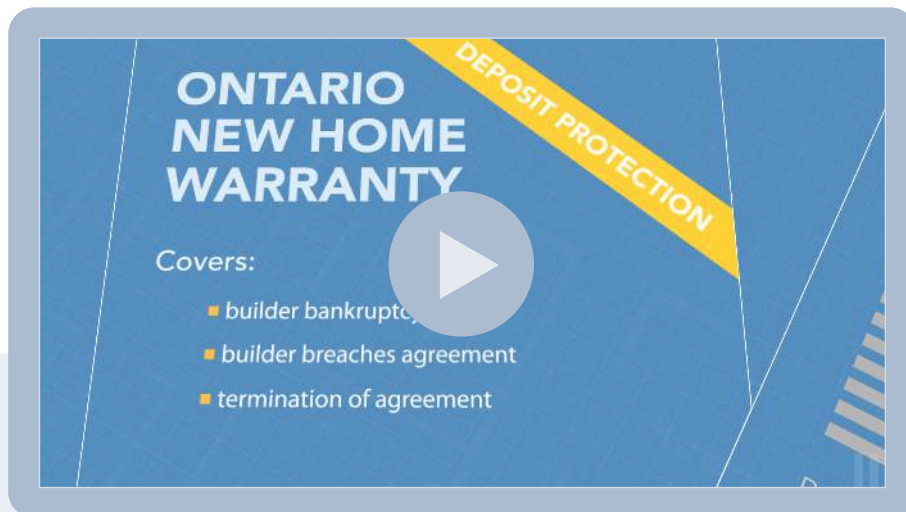 DEPOSIT PROTECTION
ONTARIO
NEW HOME
WARRANTY
Covers:
builder bankruptcy
builder breaches agreement
termination of agreement